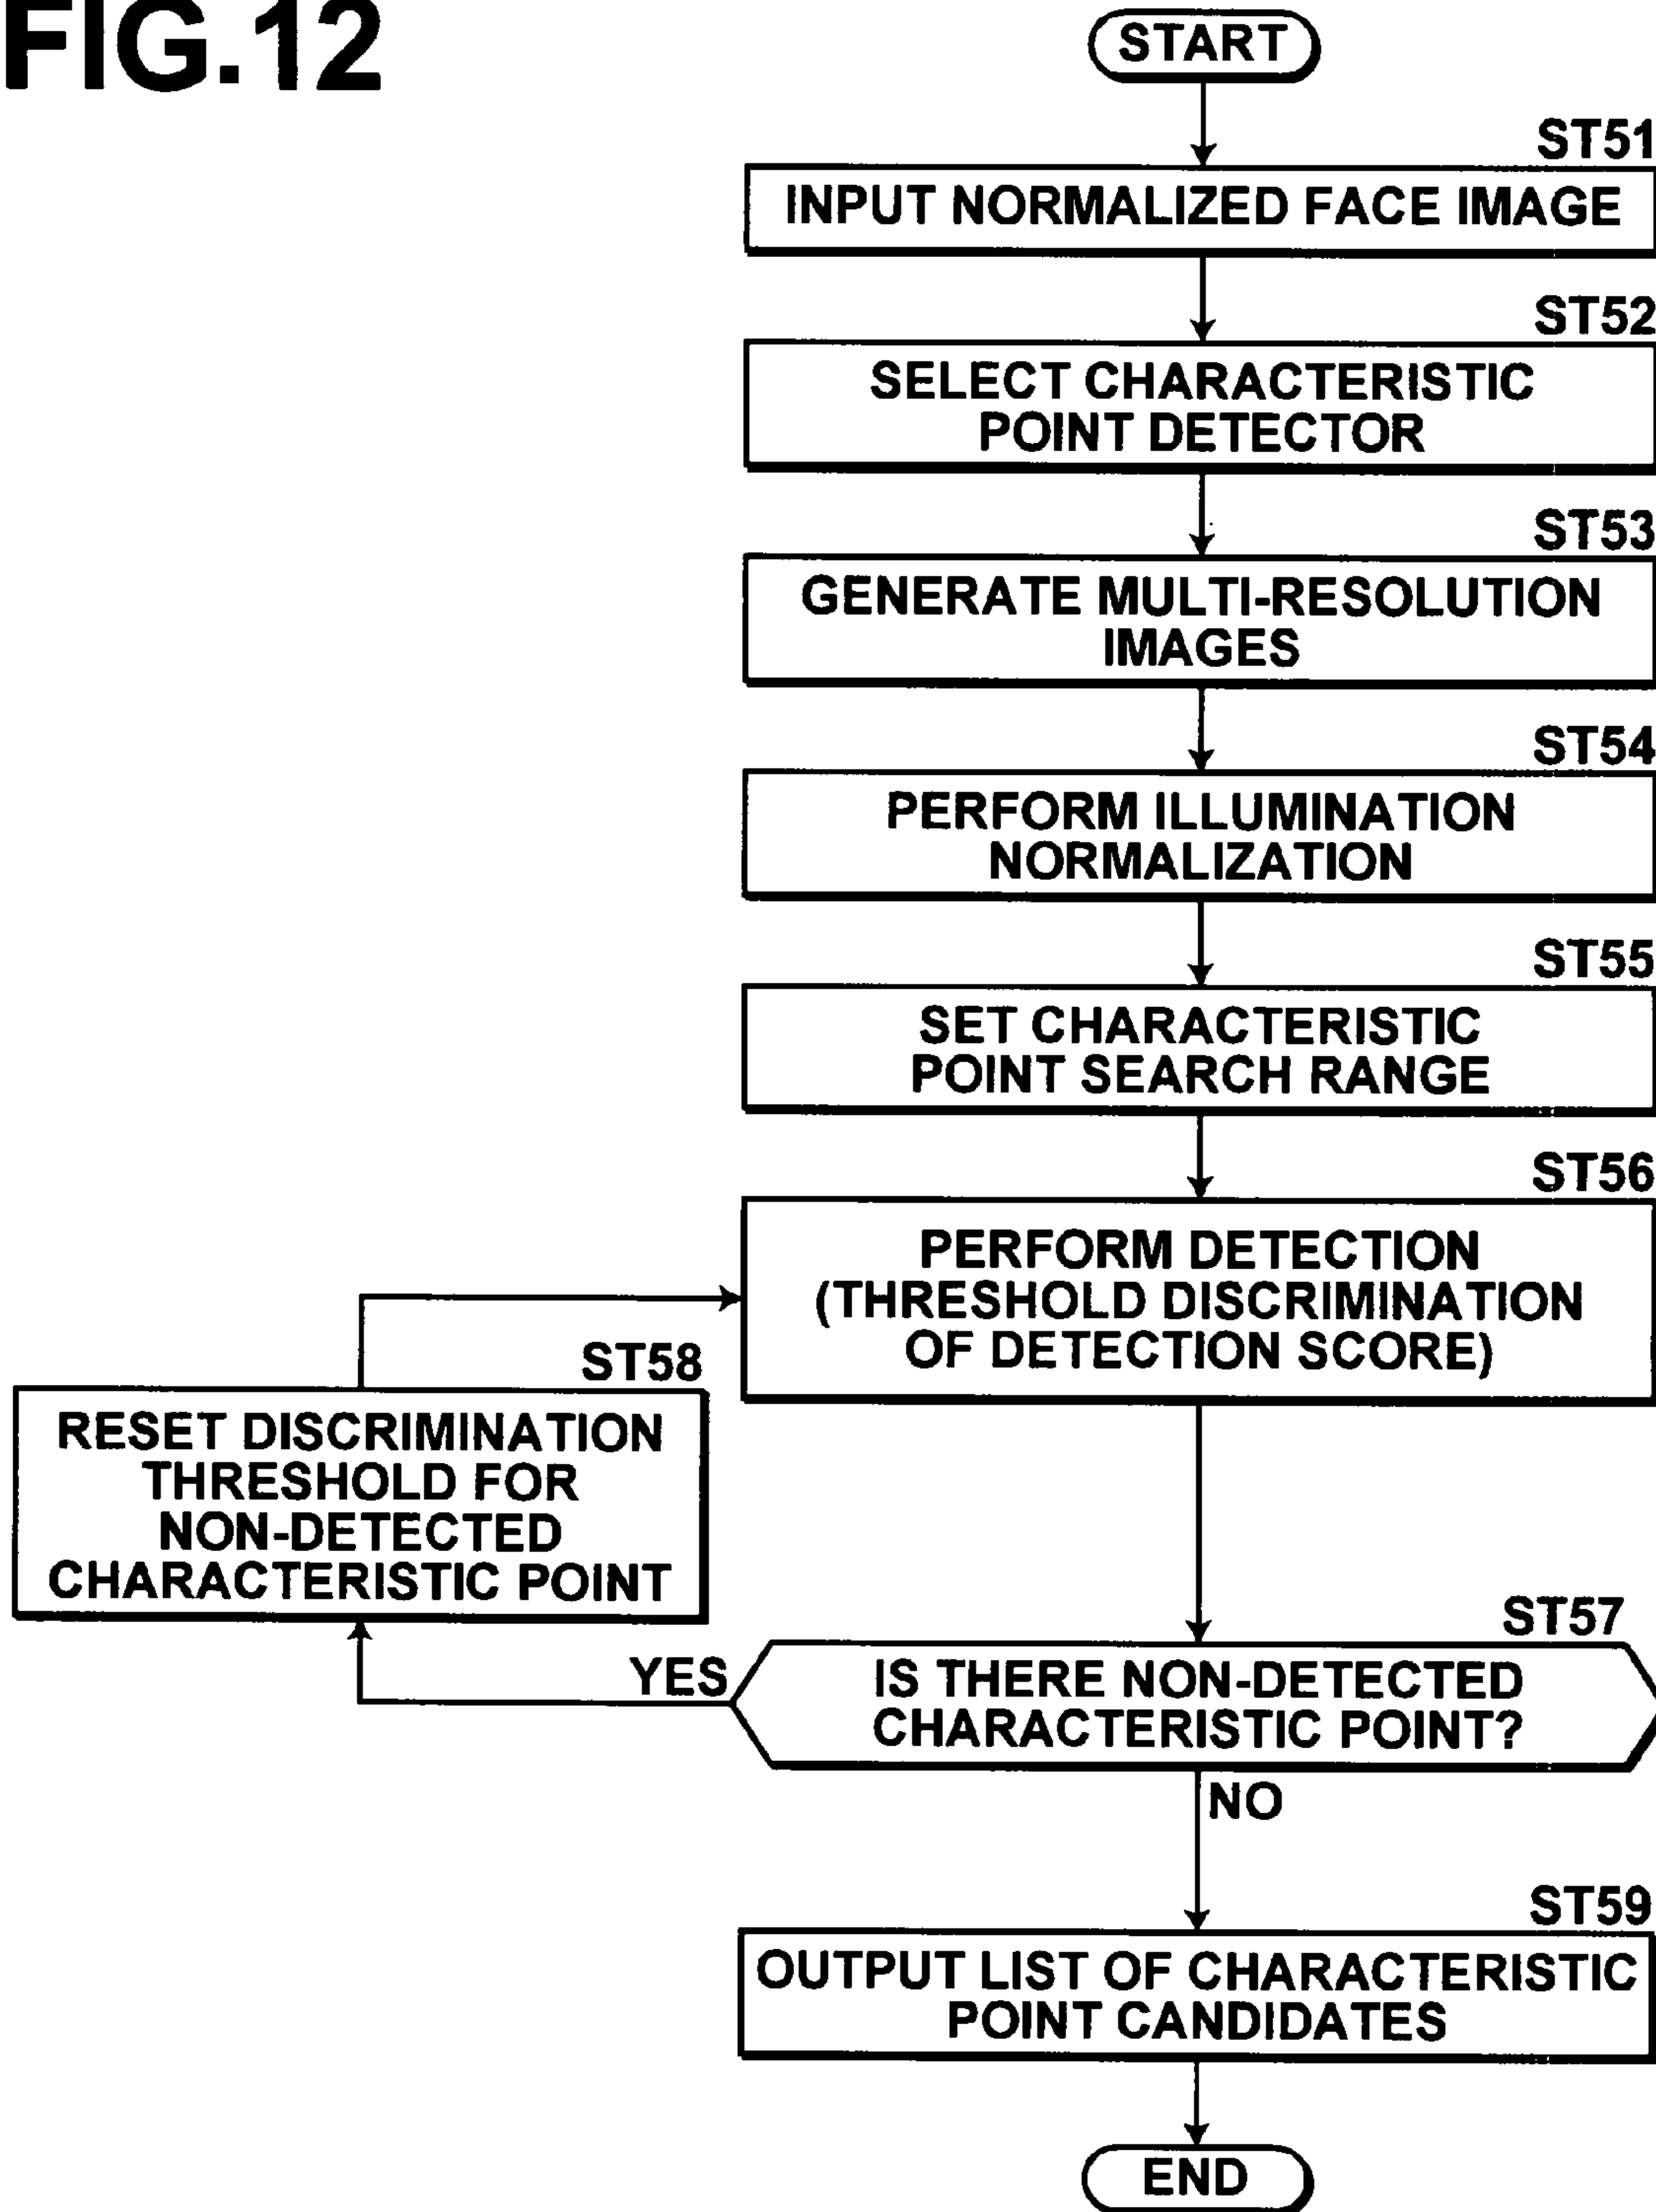 FIG.12
START
ST51
INPUT NORMALIZED FACE IMAGE
ST52
SELECT CHARACTERISTIC
POINT DETECTOR
ST53
GENERATE MULTI-RESOLUTION
IMAGES
ST54
PERFORM ILLUMINATION
NORMALIZATION
ST55
SET CHARACTERISTIC
POINT SEARCH RANGE
ST56
PERFORM DETECTION
(THRESHOLD DISCRIMINATION
OF DETECTION SCORE)
ST58
RESET DISCRIMINATION
THRESHOLD FOR
NON-DETECTED
CHARACTERISTIC POINT
ST57
YES
IS THERE NON-DETECTED
CHARACTERISTIC POINT?
NO
ST59
OUTPUT LIST OF CHARACTERISTIC
POINT CANDIDATES
END